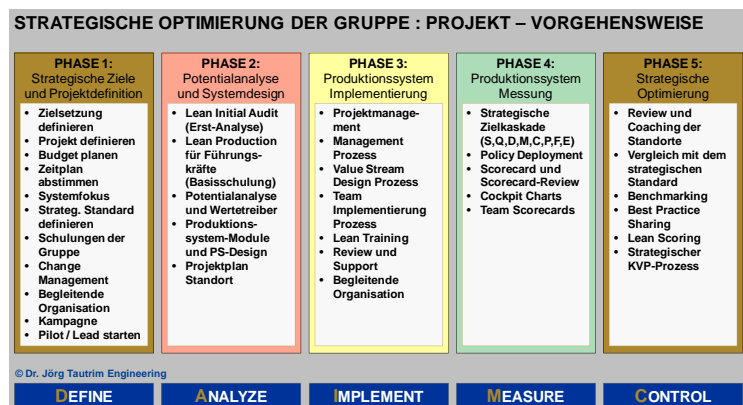 STRATEGISCHE OPTIMIERUNG DER GRUPPE : PROJEKT – VORGEHENSWEISE
PHASE 1:
Strategische Ziele
und Projektdefinition
• Zielsetzung
definieren
• Projekt definieren
• Budget planen
• Zeitplan
abstimmen
• Systemfokus
• Strateg. Standard
definieren
• Schulungen der
Gruppe
• Change
Management
• Begleitende
Organisation
• Kampagne
• Pilot / Lead starten
PHASE 2:
Potentialanalyse
und Systemdesign
• Lean Initial Audit
(Erst-Analyse)
• Lean Production
für Führungs-
kräfte
(Basisschulung)
• Potentialanalyse
und Wertetreiber
• Produktions-
system-Module
und PS-Design
• Projektplan
Standort
PHASE 3:
Produktionssystem
Implementierung
• Projektmanage-
ment
• Management
Prozess
• Value Stream
Design Prozess
• Team
Implementierung
Prozess
• Lean Training
• Review und
Support
• Begleitende
Organisation
PHASE 4:
Produktionssystem
Messung
• Strategische
Zielkaskade
(S,Q,D,M,C,P,F,E)
• Policy Deployment
• Scorecard und
Scorecard-Review
• Cockpit Charts
• Team Scorecards
PHASE 5:
Strategische
Optimierung
• Review und
Coaching der
Standorte
• Vergleich mit dem
strategischen
Standard
• Benchmarking
• Best Practice
Sharing
• Lean Scoring
• Strategischer
KVP-Prozess
© Dr. Jörg Tautrim Engineering
DEFINE
ANALYZE
IMPLEMENT
MEASURE
CONTROL